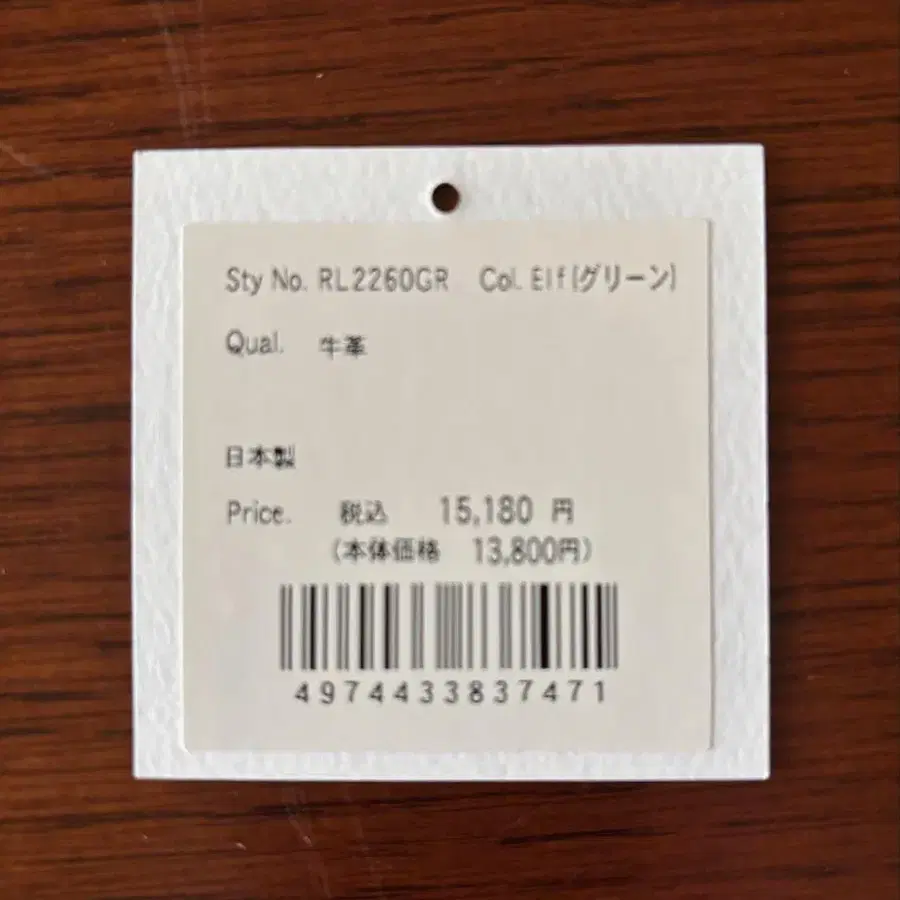 Sty No. RL2260GR Col. Elf(グリーン)
Qual. 牛革
日本製
Price. 税込 15,180 円
(本体価格 13,800円)
4974433837471